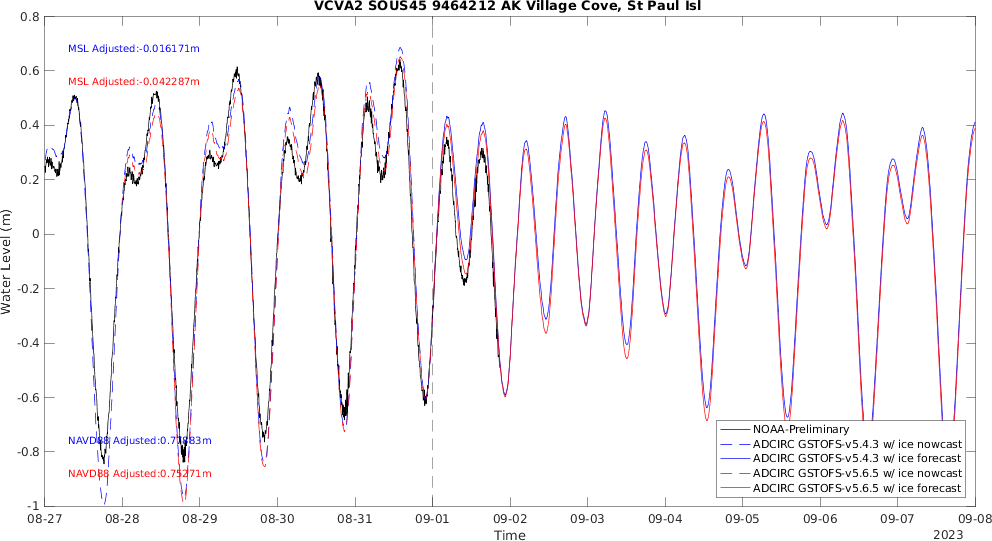 VCVA2 SOUS45 9464212 AK Village Cove, St Paul Isl
0.8
0.6
0.4
0.2
0
-0.2
-0.4
-0.6
-0.8
-1
Water Level (m)
MSL Adjusted:-0.016171m
MSL Adjusted:-0.042287m
NAVD88 Adjusted:0.77883m
NAVD88 Adjusted:0.75271m
NOAA-Preliminary
ADCIRC GSTOFS-v5.4.3 w/ ice nowcast
ADCIRC GSTOFS-v5.4.3 w/ ice forecast
ADCIRC GSTOFS-v5.6.5 w/ ice nowcast
ADCIRC GSTOFS-v5.6.5 w/ ice forecast
08-27 08-28 08-29 08-30 08-31 09-01 09-02 09-03 09-04 09-05 09-06 09-07 09-08
Time
2023